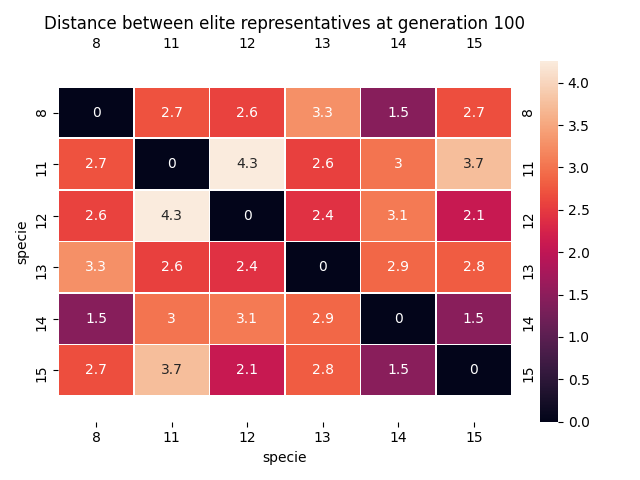 Distance between elite representatives at generation 100
8 11 12 13 14 15
8 0 2.7 2.6 3.3 1.5 2.7 8
11 2.7 0 4.3 2.6 3 3.7 11
12 2.6 4.3 0 2.4 3.1 2.1 12
13 3.3 2.6 2.4 0 2.9 2.8 13
14 1.5 3 3.1 2.9 0 1.5 14
15 2.7 3.7 2.1 2.8 1.5 0 15
8 11 12 13 14 15
specie
specie
4.0
3.5
3.0
2.5
2.0
1.5
1.0
0.5
0.0